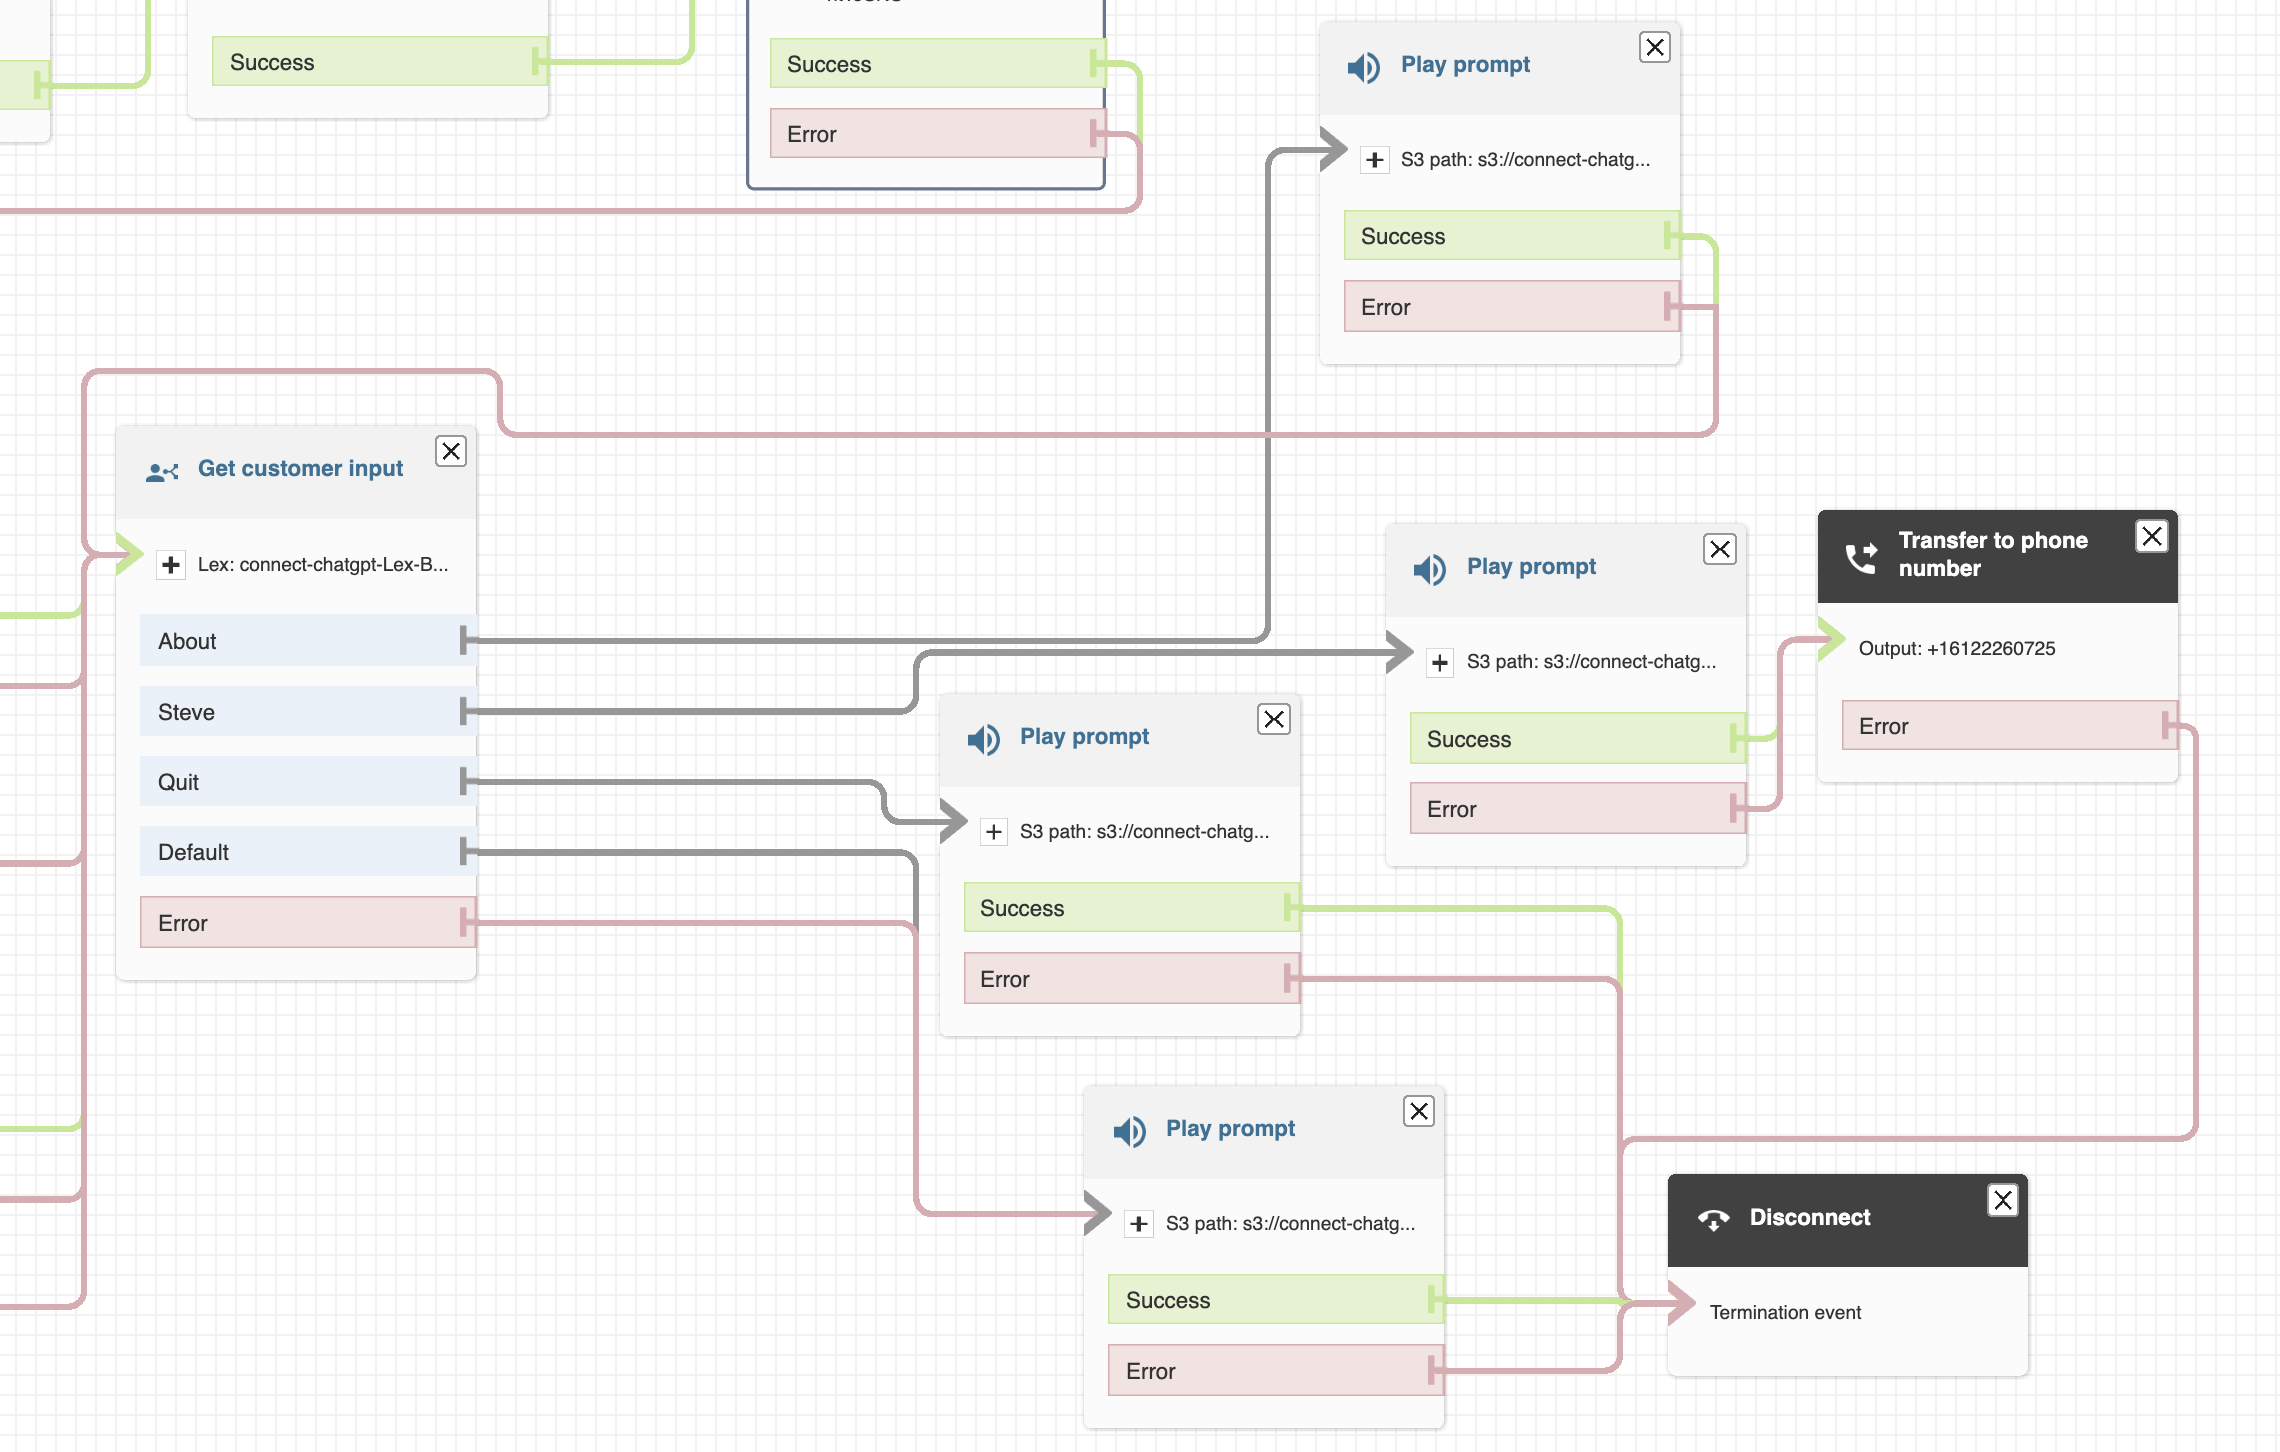 Success
Success
Error
Play prompt
S3 path: s3://connect-chatg...
Success
Error
Get customer input
Lex: connect-chatgpt-Lex-B...
About
Steve
Quit
Default
Error
Play prompt
S3 path: s3://connect-chatg...
Success
Error
Transfer to phone
number
Output: +16122260725
Error
Play prompt
S3 path: s3://connect-chatg...
Success
Error
Play prompt
S3 path: s3://connect-chatg...
Success
Error
Disconnect
Termination event